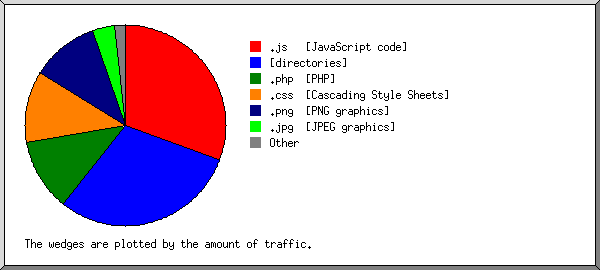 .js [JavaScript code]
[directories]
.php [PHP]
.css [Cascading Style Sheets]
.png [PNG graphics]
.jpg [JPEG graphics]
Other
The wedges are plotted by the amount of traffic.